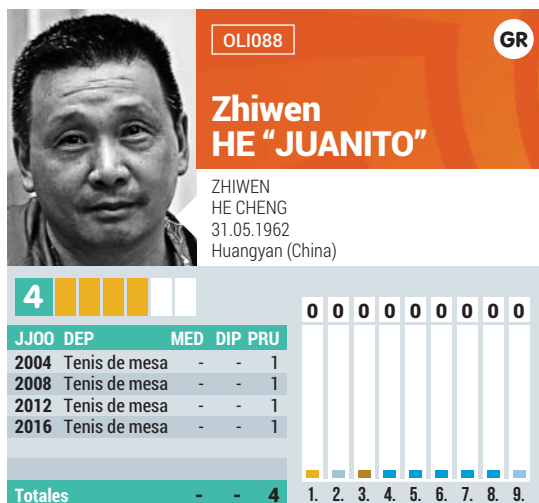 OLI088
GR
Zhiwen
HE “JUANITO”
ZHIWEN
HE CHENG
31.05.1962
Huangyan (China)
4
JJOO DEP MED DIP PRU
2004 Tenis de mesa - - 1
2008 Tenis de mesa - - 1
2012 Tenis de mesa - - 1
2016 Tenis de mesa - - 1
Totales - - 4
0 0 0 0 0 0 0 0 0
1. 2. 3. 4. 5. 6. 7. 8. 9.